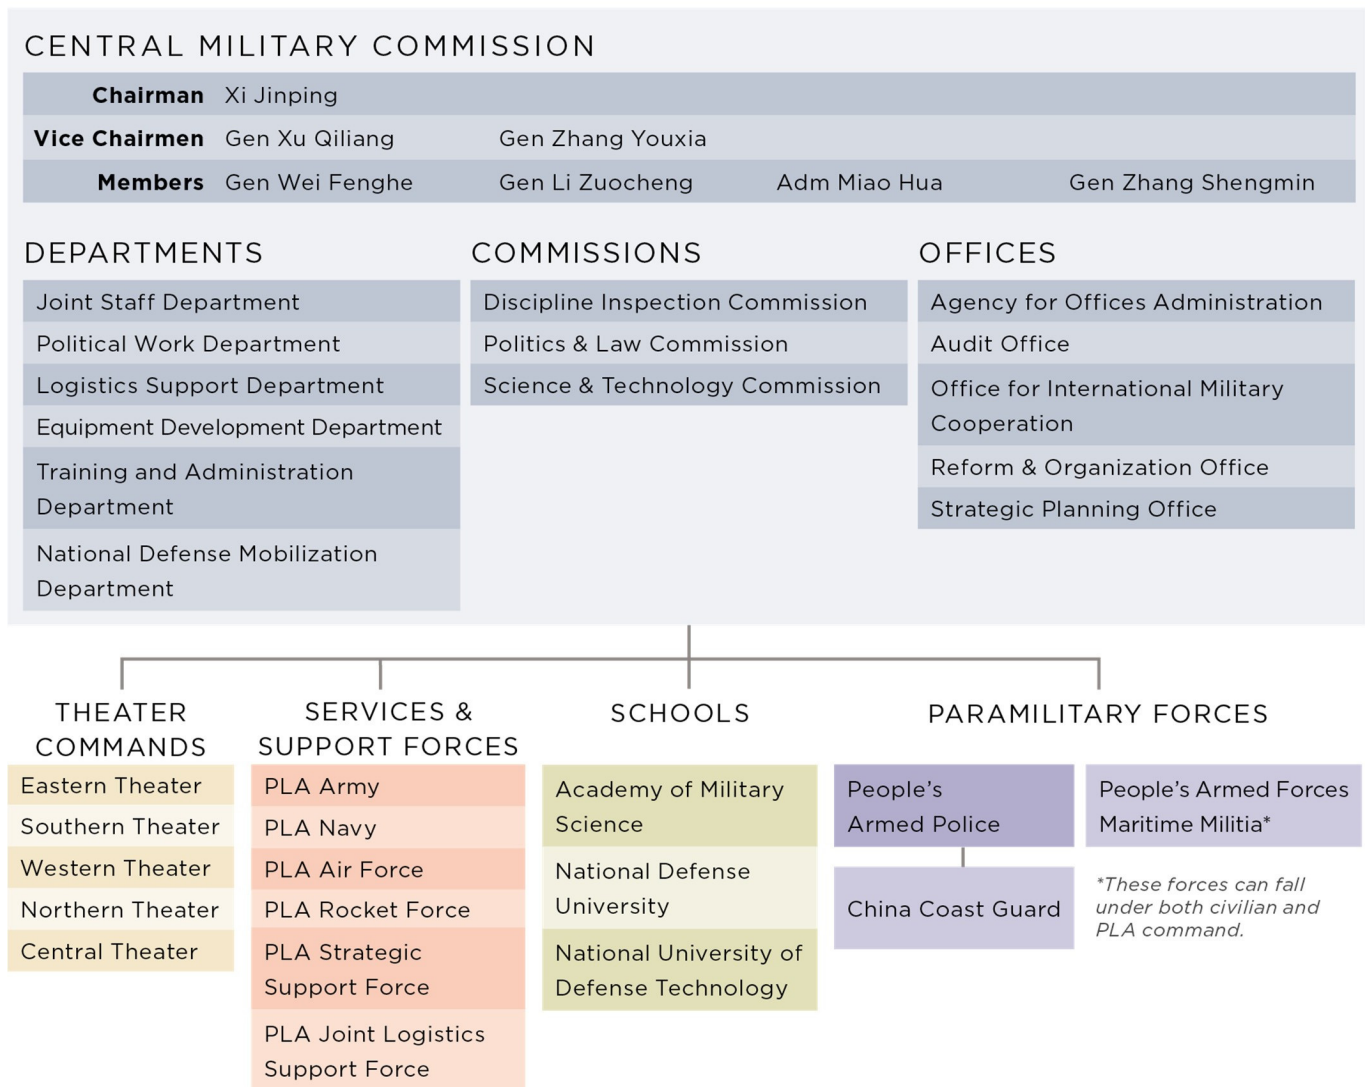 CENTRAL MILITARY COMMISSION
Chairman Xi Jinping
Vice Chairmen Gen Xu Qiliang Gen Zhang Youxia
Members Gen Wei Fenghe Gen Li Zuocheng Adm Miao Hua Gen Zhang Shengmin
DEPARTMENTS
Joint Staff Department
Political Work Department
Logistics Support Department
Equipment Development Department
Training and Administration
Department
National Defense Mobilization
Department
COMMISSIONS
Discipline Inspection Commission
Politics & Law Commission
Science & Technology Commission
OFFICES
Agency for Offices Administration
Audit Office
Office for International Military
Cooperation
Reform & Organization Office
Strategic Planning Office
THEATER
COMMANDS
Eastern Theater
Southern Theater
Western Theater
Northern Theater
Central Theater
SERVICES &
SUPPORT FORCES
PLA Army
PLA Navy
PLA Air Force
PLA Rocket Force
PLA Strategic
Support Force
PLA Joint Logistics
Support Force
SCHOOLS
Academy of Military
Science
National Defense
University
National University of
Defense Technology
PARAMILITARY FORCES
People’s
Armed Police
China Coast Guard
People’s Armed Forces
Maritime Militia*
*These forces can fall
under both civilian and
PLA command.